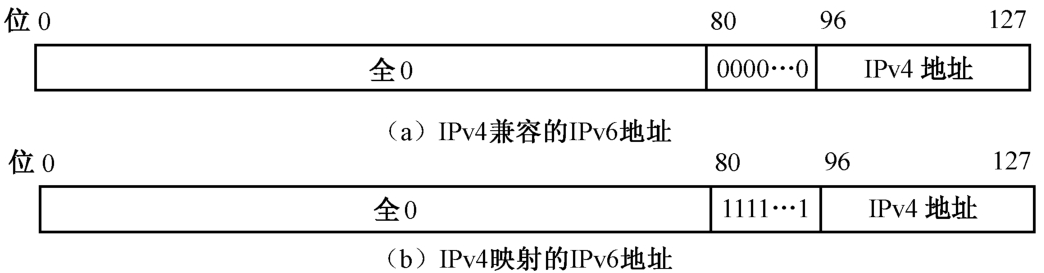 位 0 80 96 127
全0 0000…0 IPv4 地址
（a）IPv4兼容的IPv6地址
位 0 80 96 127
全0 1111…1 IPv4 地址
（b）IPv4映射的IPv6地址